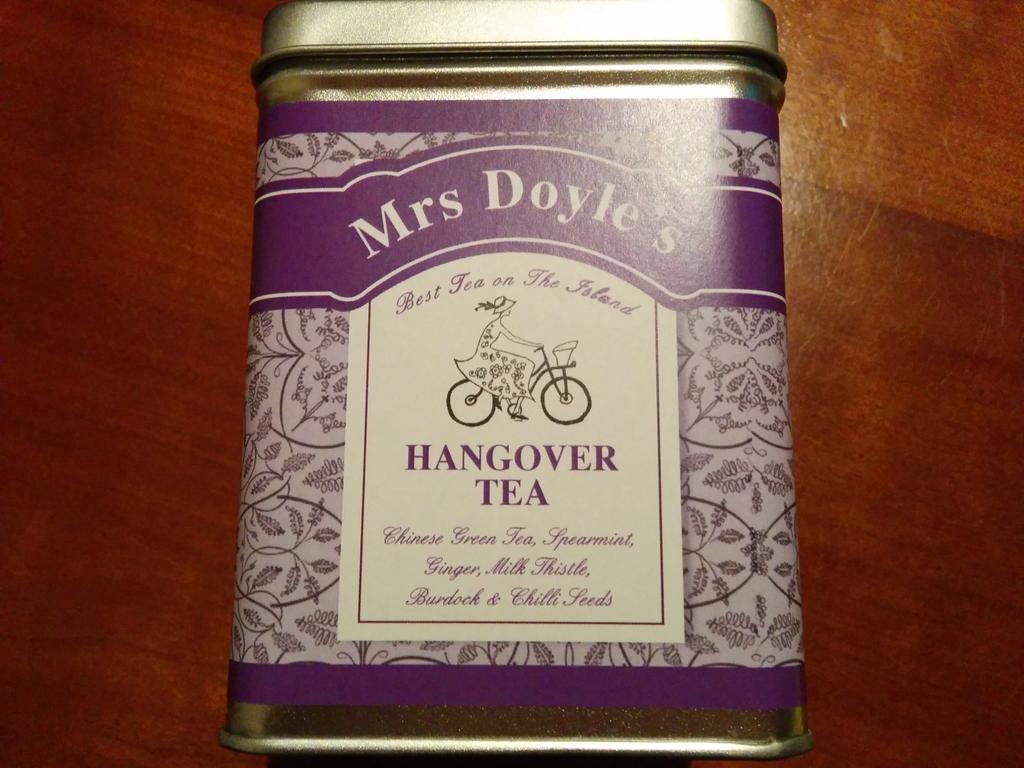 Mrs Doyle's
Best Tea on The Island
HANGOVER
TEA
Chinese Green Tea, Spearmint,
Ginger, Milk Thistle,
Burdock & Chilli Seeds